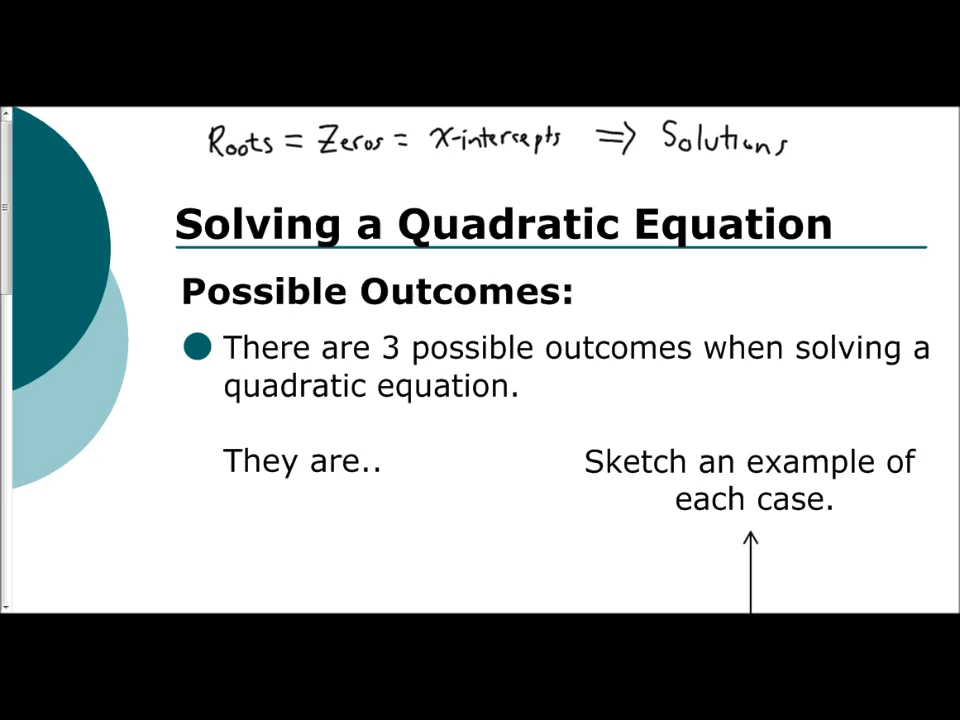 Roots = Zeros = x-intercepts ⇒ Solutions
Solving a Quadratic Equation
Possible Outcomes:
There are 3 possible outcomes when solving a
quadratic equation.
They are..
Sketch an example of
each case.